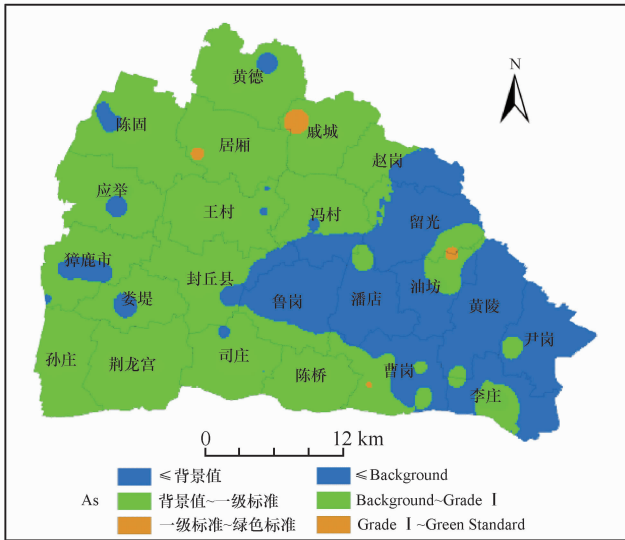 黄德
N
陈固
戚城
居厢
赵岗
应举
王村
冯村
留光
獐鹿市
封丘县
娄堤
鲁岗
潘店
油坊
黄陵
尹岗
孙庄
荆龙宫
司庄
陈桥
曹岗
李庄
0 12 km
≤背景值 ≤Background
As 背景值~一级标准 Background~Grade Ⅰ
一级标准~绿色标准 Grade Ⅰ~Green Standard